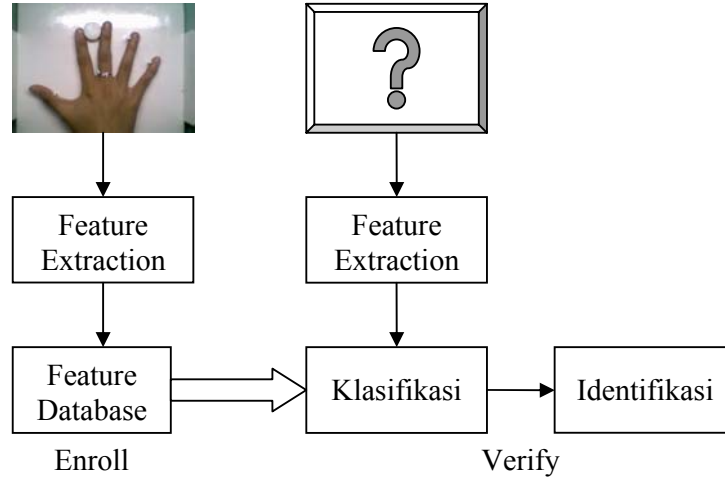 ?
Feature
Extraction
Feature
Extraction
Feature
Database
Klasifikasi
Identifikasi
Enroll
Verify